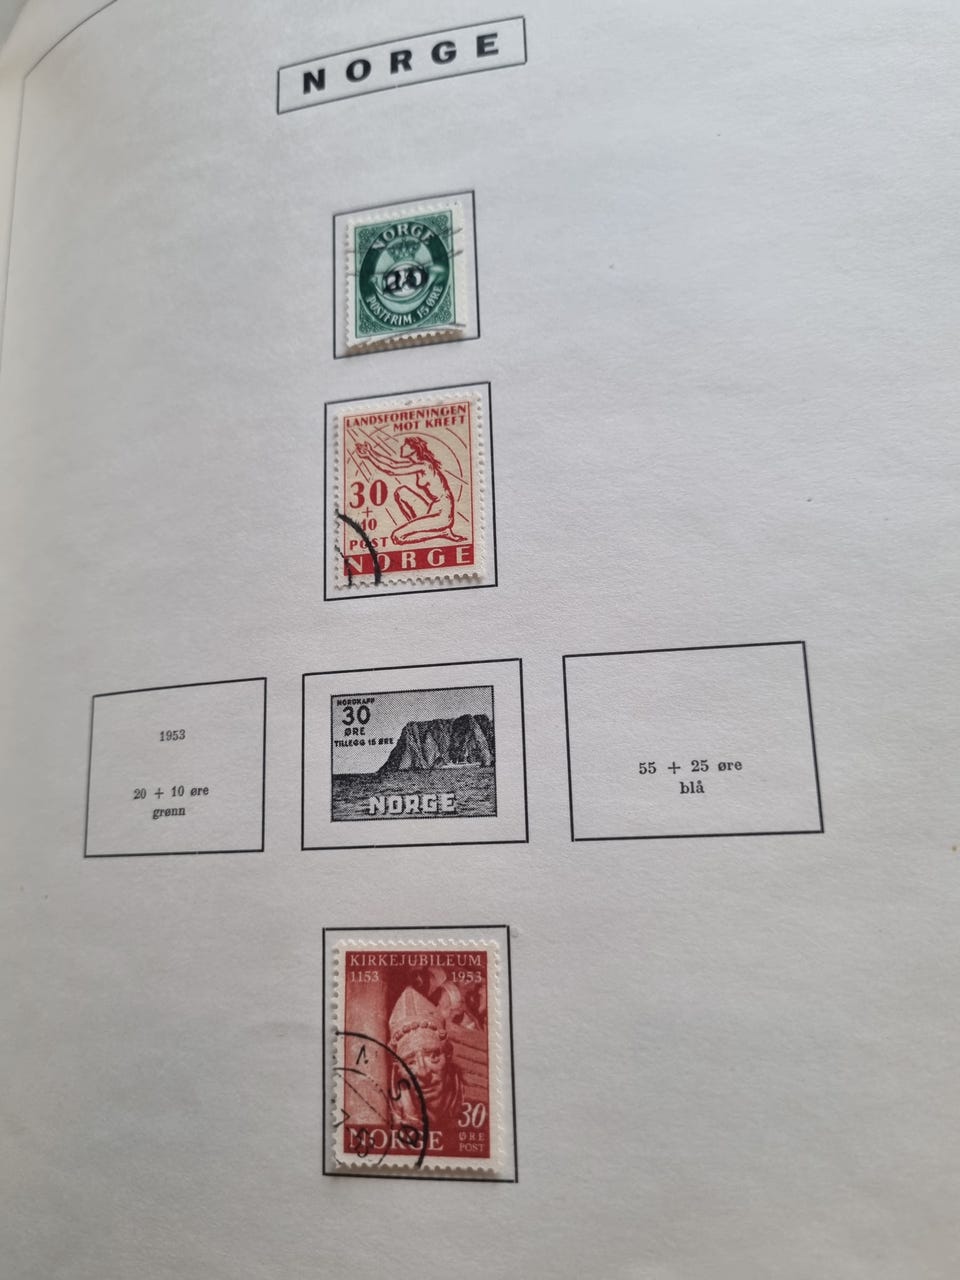 NORGE
NORGE
20
POSTFRIM. 15 ØRE
LANDSFORENINGEN
MOT KREFT
30
+
10
POST
NORGE
1953
20 + 10 øre
grønn
NORDKAPP
30
ØRE
TILLEGG 15 ØRE
NORGE
55 + 25 øre
blå
KIRKEJUBILEUM
1153 1953
30
ØRE
POST
NORGE